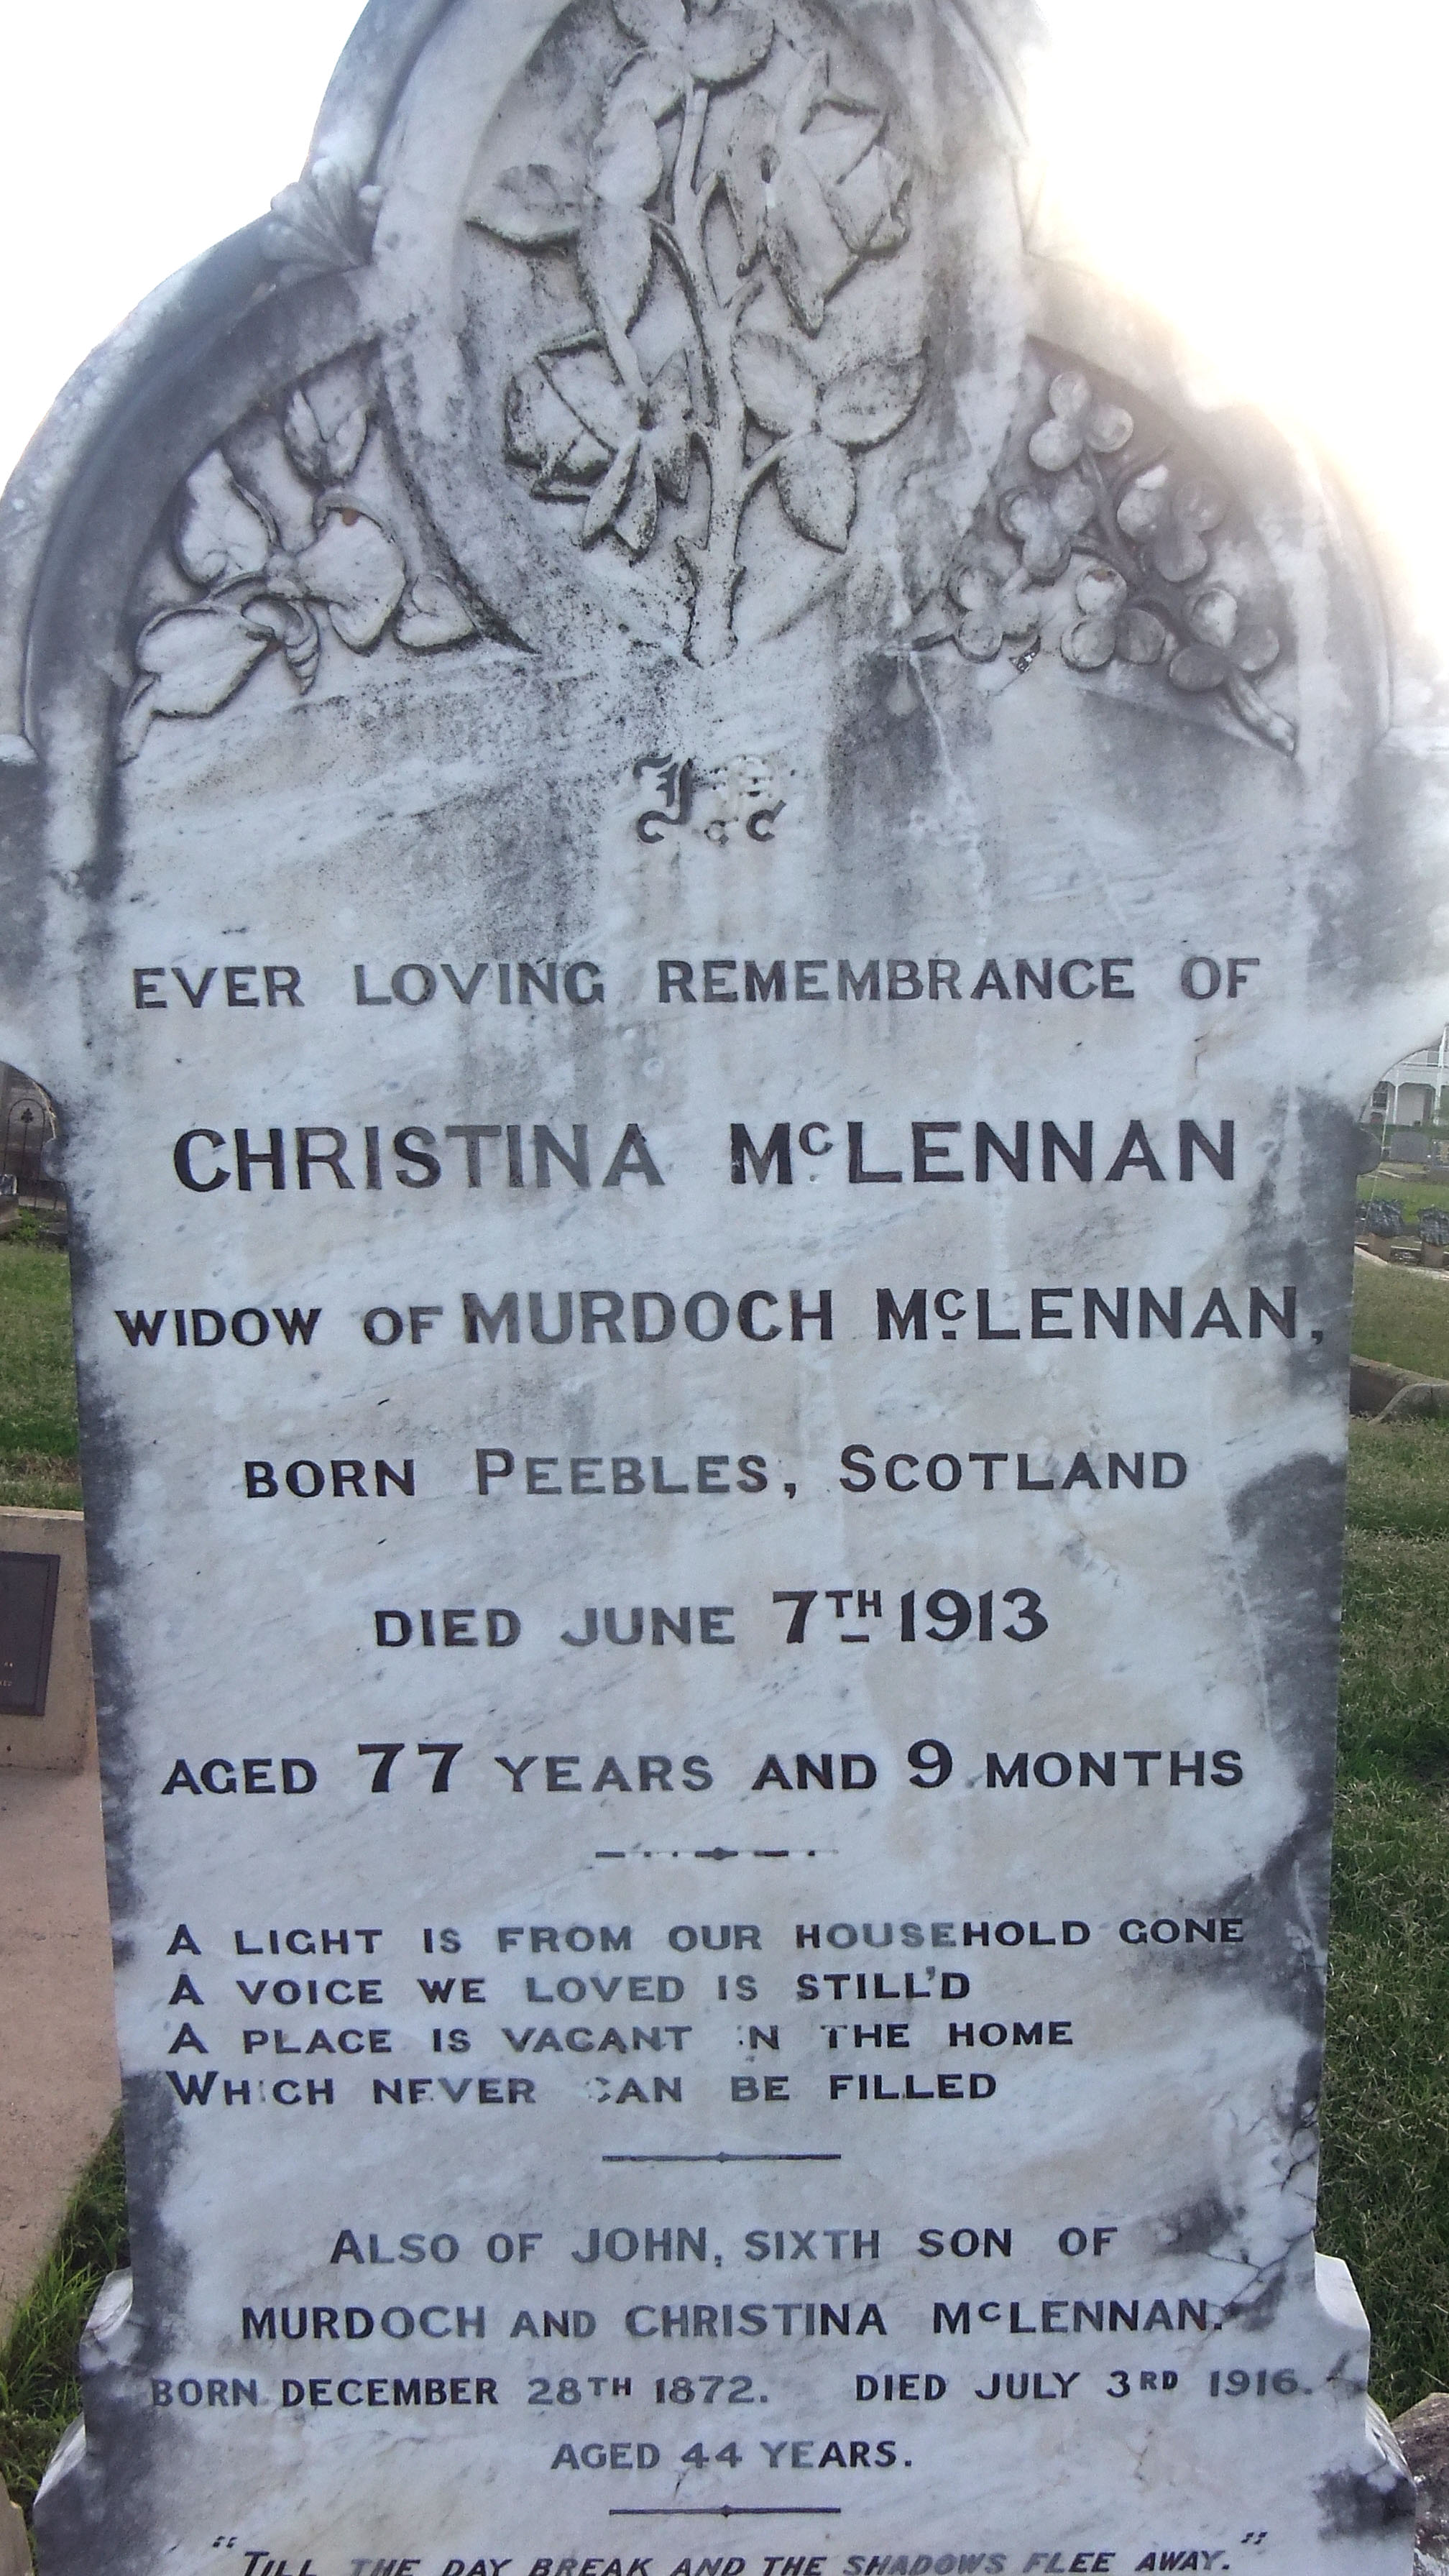 In
EVER LOVING REMEMBRANCE OF
CHRISTINA McLENNAN
WIDOW OF MURDOCH McLENNAN,
BORN PEEBLES, SCOTLAND
DIED JUNE 7TH 1913
AGED 77 YEARS AND 9 MONTHS
A LIGHT IS FROM OUR HOUSEHOLD GONE
A VOICE WE LOVED IS STILL'D
A PLACE IS VACANT IN THE HOME
WHICH NEVER CAN BE FILLED
ALSO OF JOHN, SIXTH SON OF
MURDOCH AND CHRISTINA McLENNAN.
BORN DECEMBER 28TH 1872. DIED JULY 3RD 1916.
AGED 44 YEARS.
"TILL THE DAY BREAK AND THE SHADOWS FLEE AWAY."